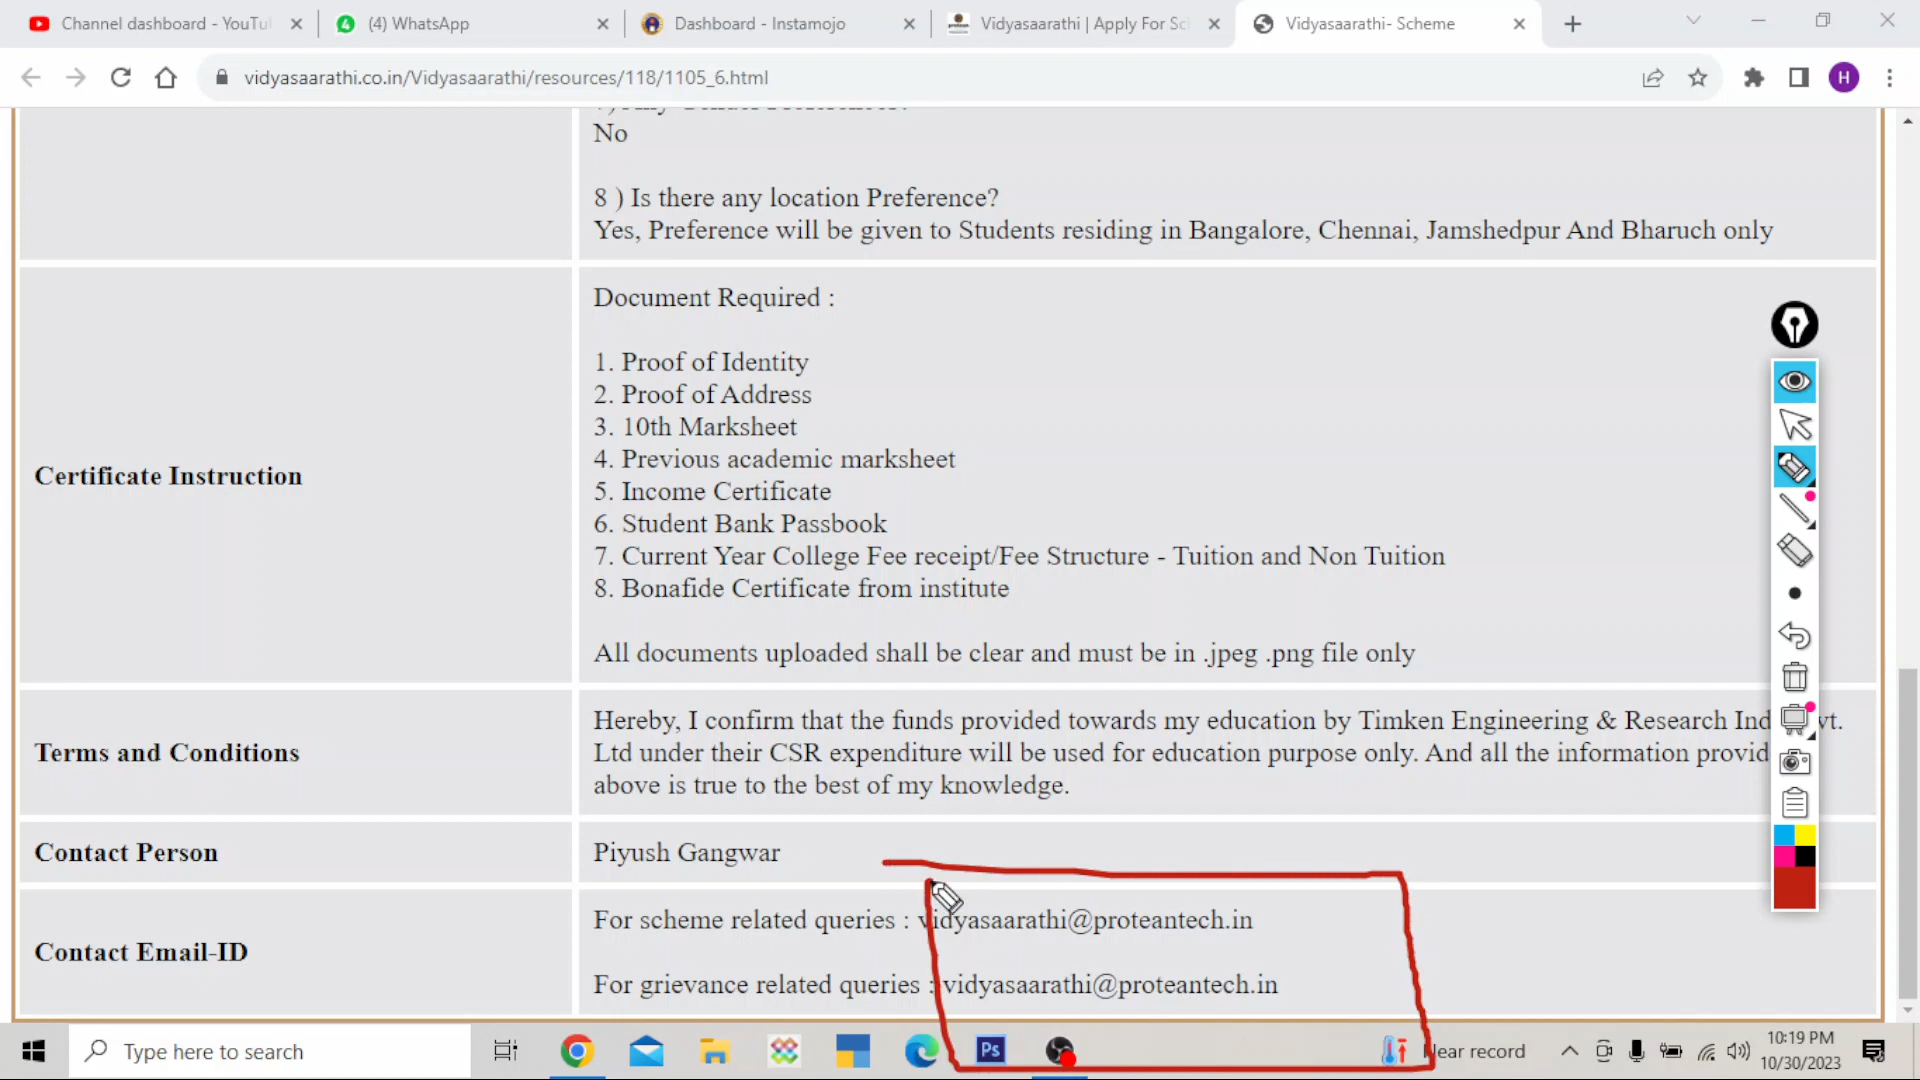 Channel dashboard - YouTu
(4) WhatsApp
Dashboard - Instamojo
Vidyasaarathi | Apply For Sc
Vidyasaarathi- Scheme
vidyasaarathi.co.in/Vidyasaarathi/resources/118/1105_6.html
H
No
8 ) Is there any location Preference?
Yes, Preference will be given to Students residing in Bangalore, Chennai, Jamshedpur And Bharuch only
Certificate Instruction
Document Required :
1. Proof of Identity
2. Proof of Address
3. 10th Marksheet
4. Previous academic marksheet
5. Income Certificate
6. Student Bank Passbook
7. Current Year College Fee receipt/Fee Structure - Tuition and Non Tuition
8. Bonafide Certificate from institute
All documents uploaded shall be clear and must be in .jpeg .png file only
Terms and Conditions
Hereby, I confirm that the funds provided towards my education by Timken Engineering & Research Ind vt.
Ltd under their CSR expenditure will be used for education purpose only. And all the information provid
above is true to the best of my knowledge.
Contact Person
Piyush Gangwar
Contact Email-ID
For scheme related queries : vidyasaarathi@proteantech.in
For grievance related queries : vidyasaarathi@proteantech.in
Type here to search
Ps
Near record
10:19 PM
10/30/2023